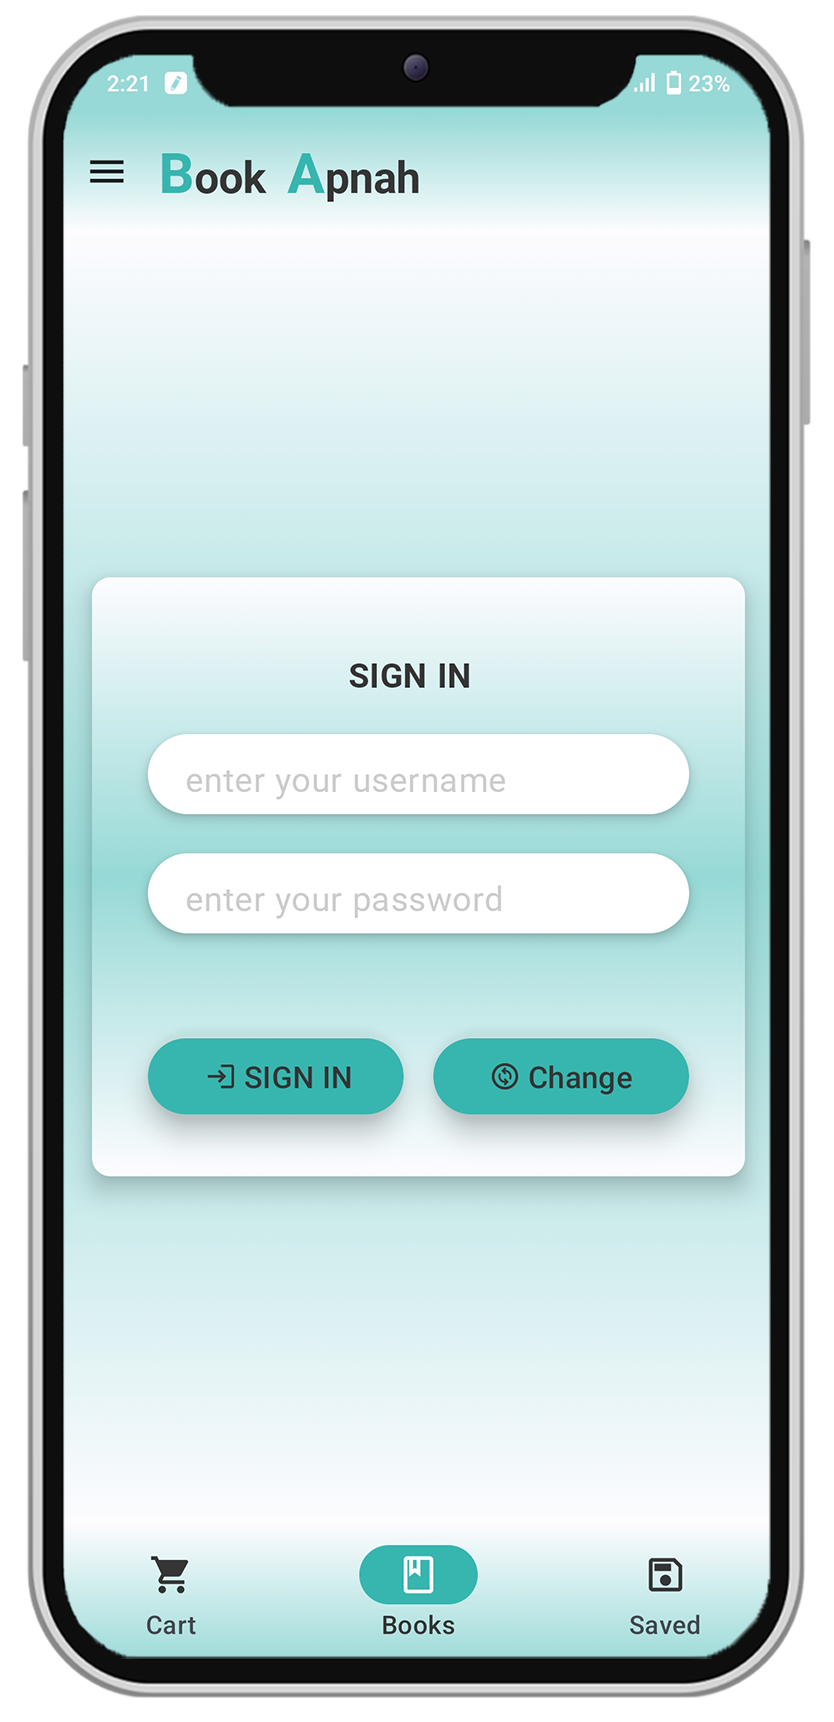 2:21 23%
Book Apnah
SIGN IN
enter your username
enter your password
SIGN IN Change
Cart Books Saved